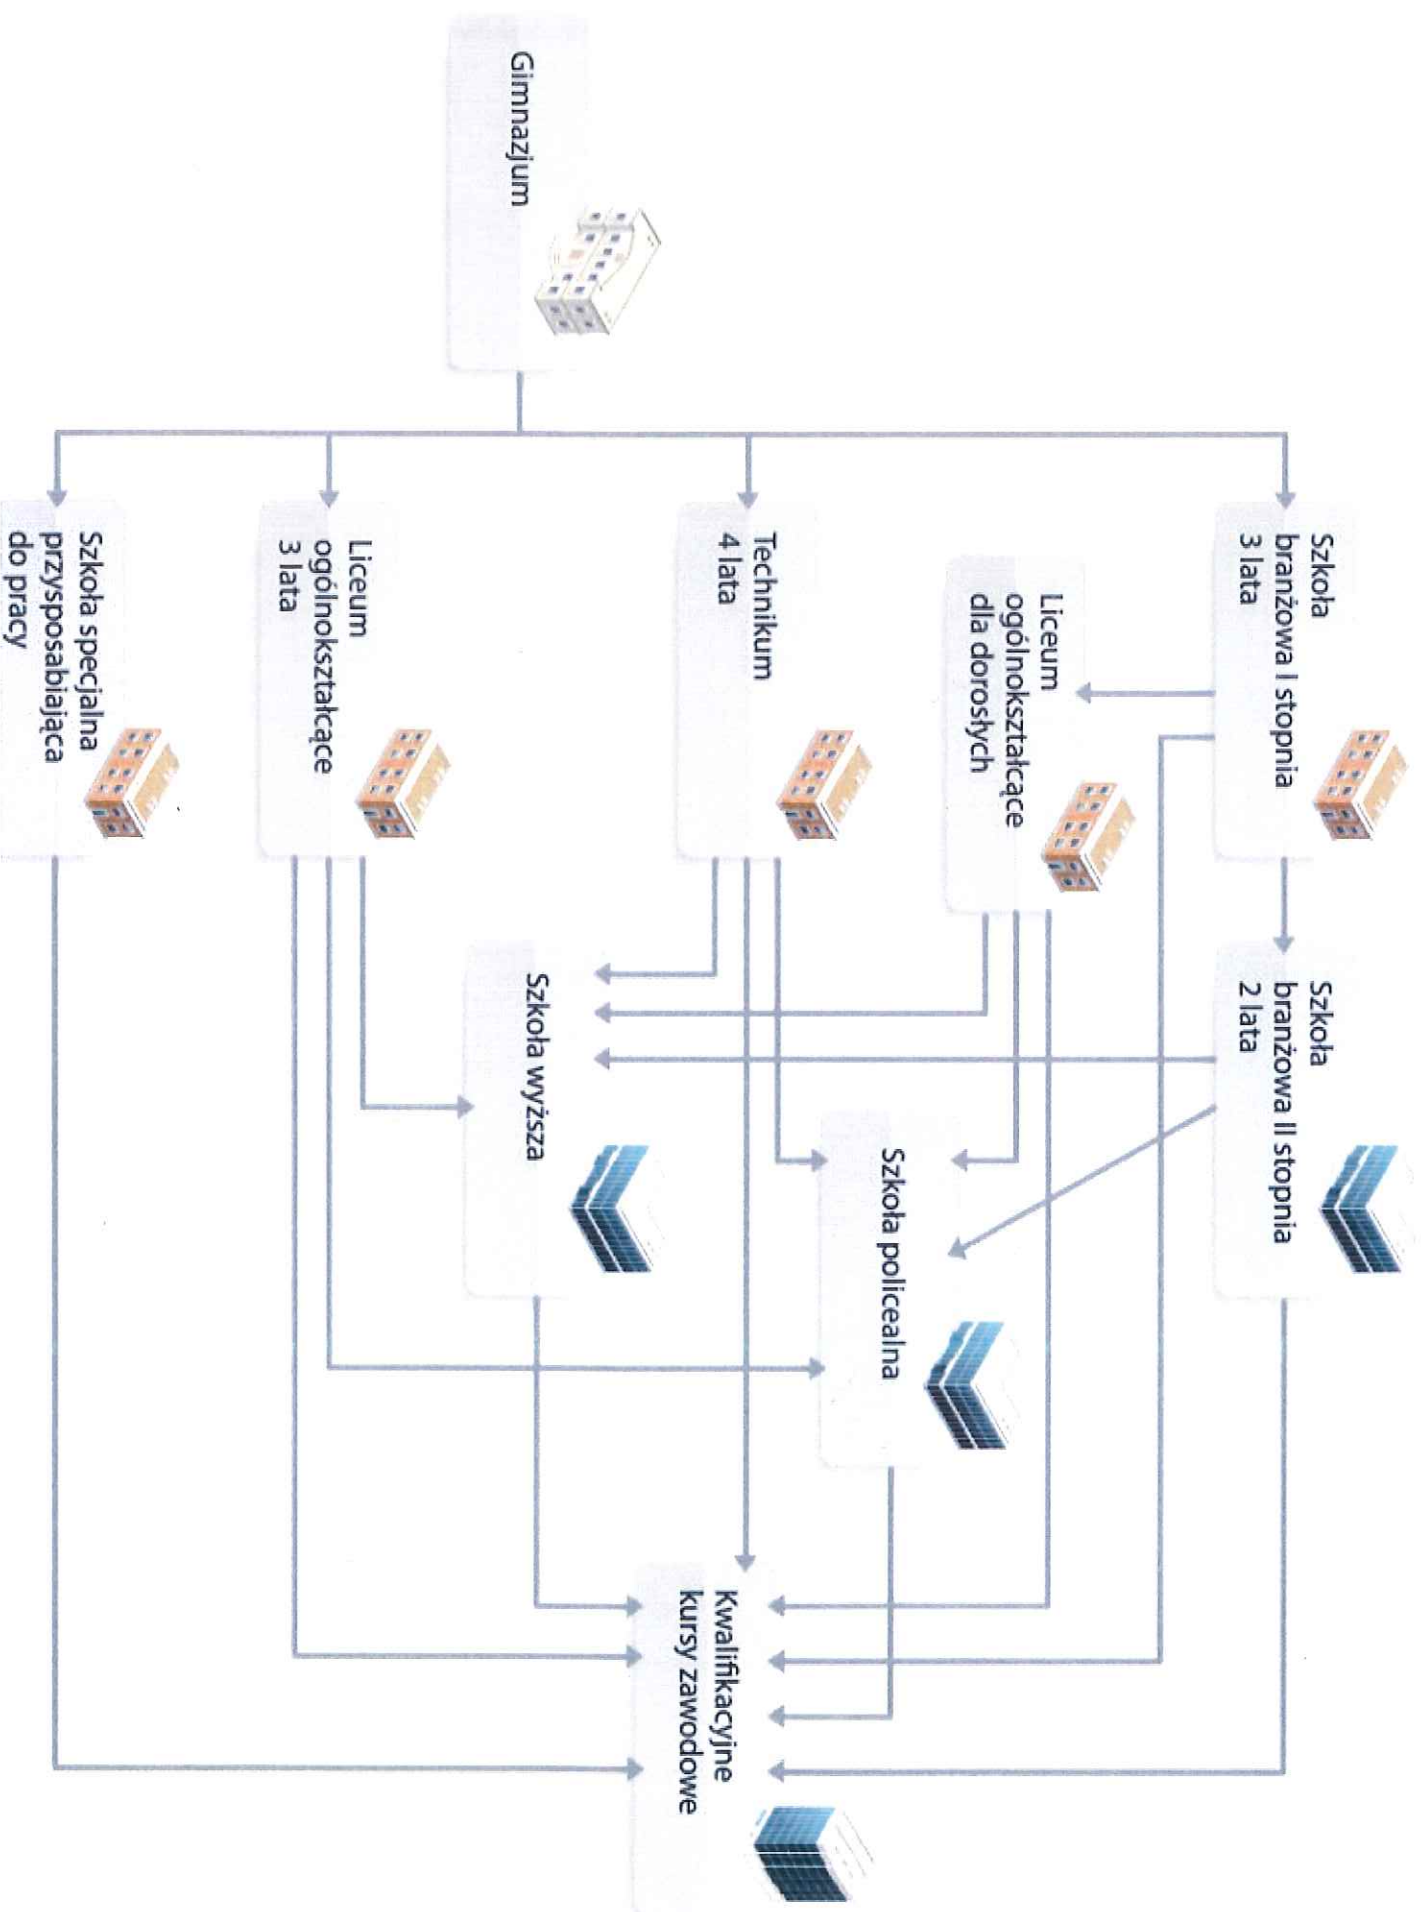 Gimnazjum
Szkoła
branżowa I stopnia
3 lata
Liceum
ogólnokształcące
dla dorosłych
Technikum
4 lata
Liceum
ogólnokształcące
3 lata
Szkoła specjalna
przysposabiająca
do pracy
Szkoła
branżowa II stopnia
2 lata
Szkoła wyższa
Szkoła policealna
Kwalifikacyjne
kursy zawodowe